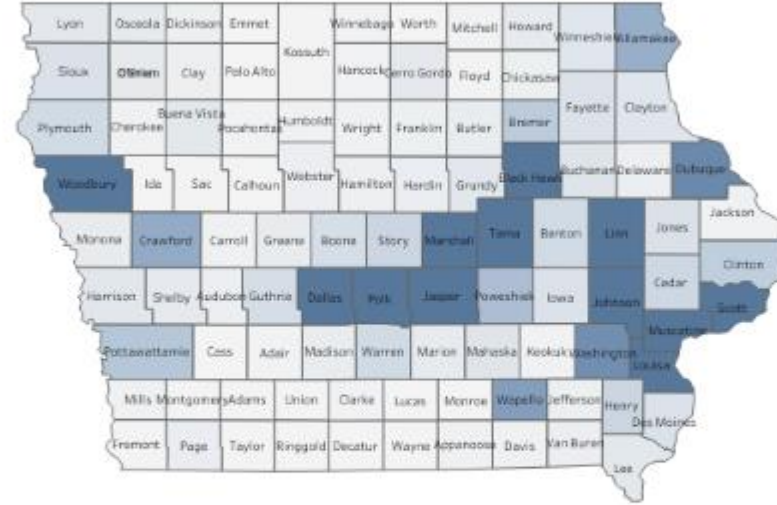 Lyon Osceola Dickinson Emmet Kossuth Winnebago Worth Mitchell Howard Winneshiek Allamakee
Sioux O'Brien Clay Palo Alto Hancock Cerro Gordo Floyd Chickasaw Fayette Clayton
Plymouth Cherokee Buena Vista Pocahontas Humboldt Wright Franklin Butler Bremer
Woodbury Ida Sac Calhoun Webster Hamilton Hardin Grundy Black Hawk Buchanan Delaware Dubuque
Monona Crawford Carroll Greene Boone Story Marshall Tama Benton Linn Jones Jackson
Harrison Shelby Audubon Guthrie Dallas Polk Jasper Poweshiek Iowa Johnson Cedar Clinton
Scott
Muscatine
Pottawattamie Cass Adair Madison Warren Marion Mahaska Keokuk Washington Louisa
Mills Montgomery Adams Union Clarke Lucas Monroe Wapello Jefferson Henry Des Moines
Fremont Page Taylor Ringgold Decatur Wayne Appanoose Davis Van Buren Lee